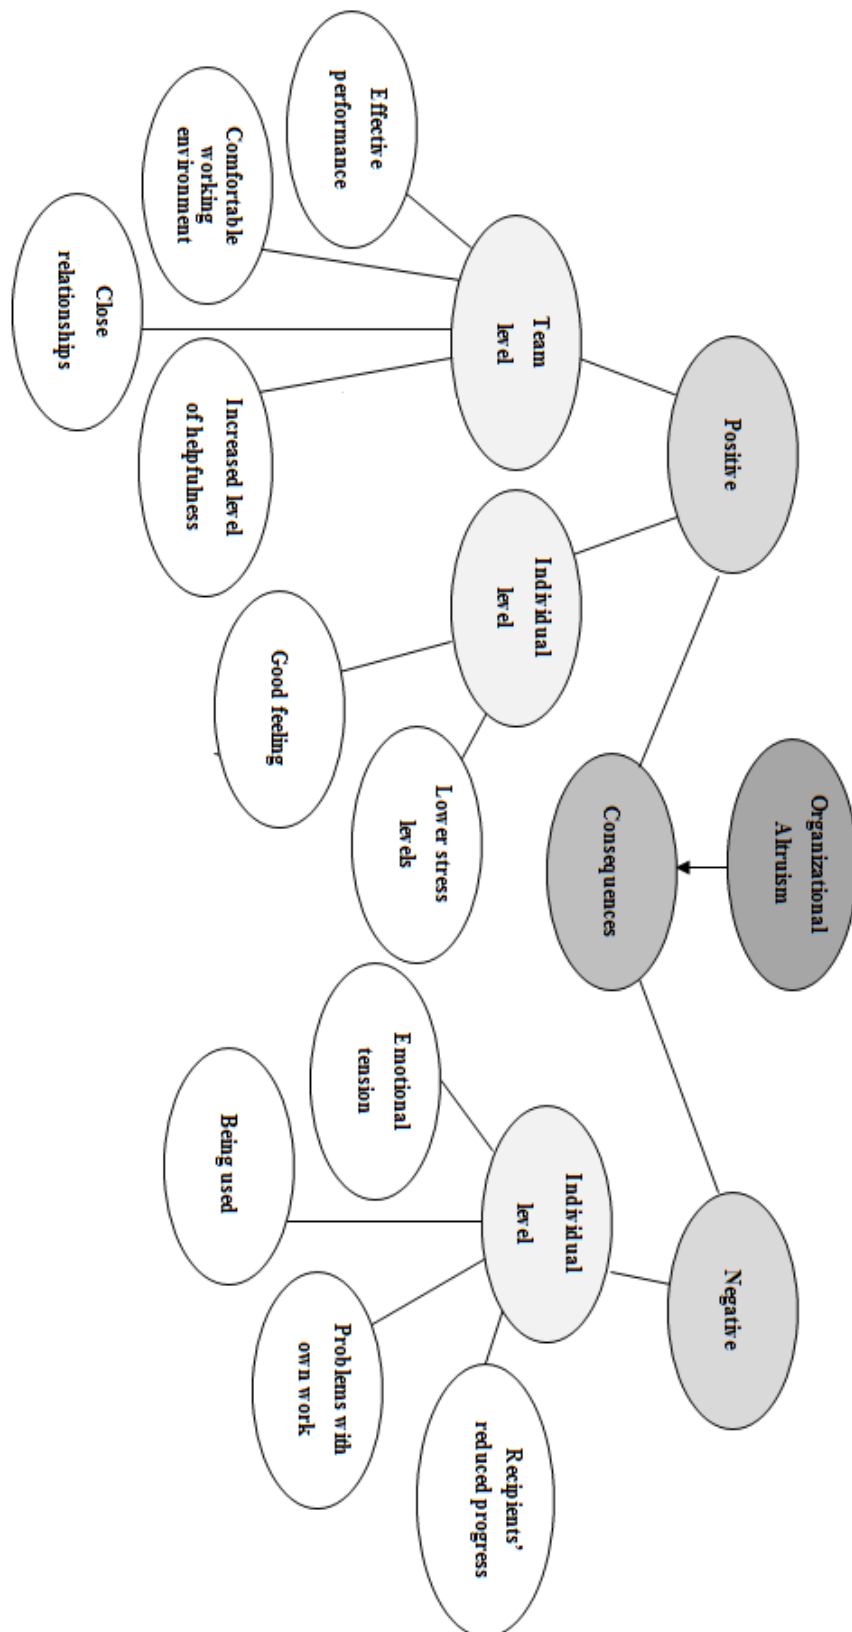 Organizational
Altruism
Consequences
Positive
Negative
Team
level
Individual
level
Individual
level
Effective
performance
Comfortable
working
environment
Close
relationships
Increased level
of helpfulness
Good feeling
Lower stress
levels
Emotional
tension
Being used
Problems with
own work
Recipients’
reduced progress